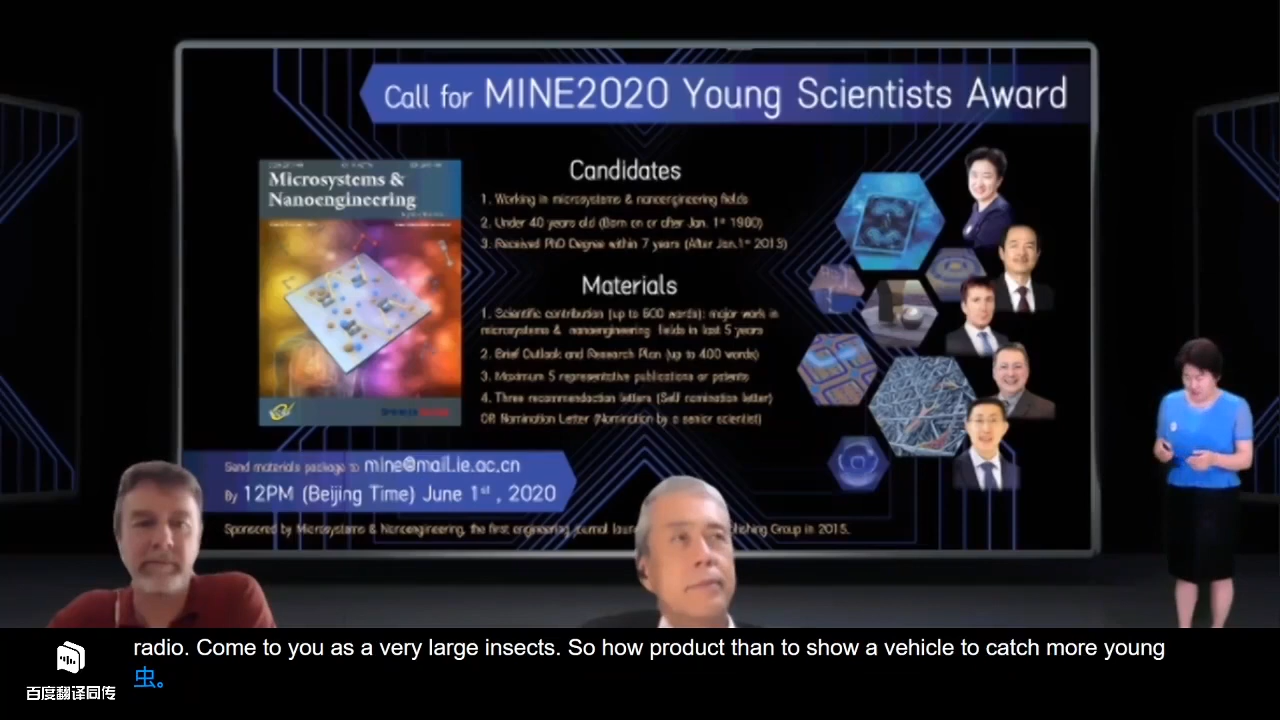 Call for MINE2020 Young Scientists Award
Microsystems &
Nanoengineering
Candidates
1. Working in microsystems & nanoengineering fields
2. Under 40 years old (Born on or after Jan. 1st 1980)
3. Received PhD Degree within 7 years (After Jan.1st 2013)
Materials
1. Scientific contribution (up to 600 words): major work in
microsystems & nanoengineering fields in last 5 years
2. Brief Outlook and Research Plan (up to 400 words)
3. Maximum 5 representative publications or patents
4. Three recommendaction letters (Self nomination letter)
OR Nomination Letter (Nomination by a senior scientist)
Send materials package to mine@mail.ie.ac.cn
By 12PM (Beijing Time) June 1st, 2020
Sponsored by Microsystems & Nanoengineering, the first engineering journal in 2015.
radio. Come to you as a very large insects. So how product than to show a vehicle to catch more young
虫。
百度翻译同传